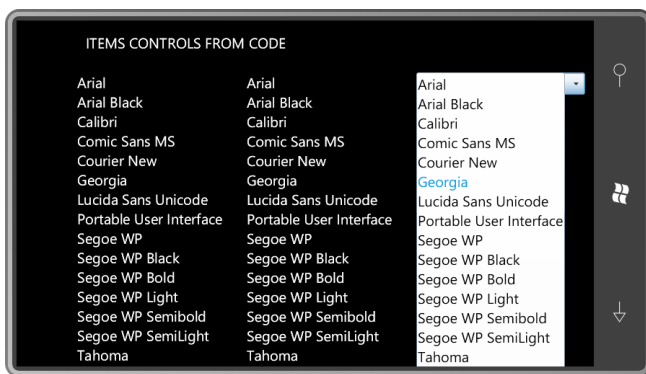 ITEMS CONTROLS FROM CODE
Arial Arial Arial
Arial Black Arial Black Arial Black
Calibri Calibri Calibri
Comic Sans MS Comic Sans MS Comic Sans MS
Courier New Courier New Courier New
Georgia Georgia Georgia
Lucida Sans Unicode Lucida Sans Unicode Lucida Sans Unicode
Portable User Interface Portable User Interface Portable User Interface
Segoe WP Segoe WP Segoe WP
Segoe WP Black Segoe WP Black Segoe WP Black
Segoe WP Bold Segoe WP Bold Segoe WP Bold
Segoe WP Light Segoe WP Light Segoe WP Light
Segoe WP Semibold Segoe WP Semibold Segoe WP Semibold
Segoe WP SemiLight Segoe WP SemiLight Segoe WP SemiLight
Tahoma Tahoma Tahoma